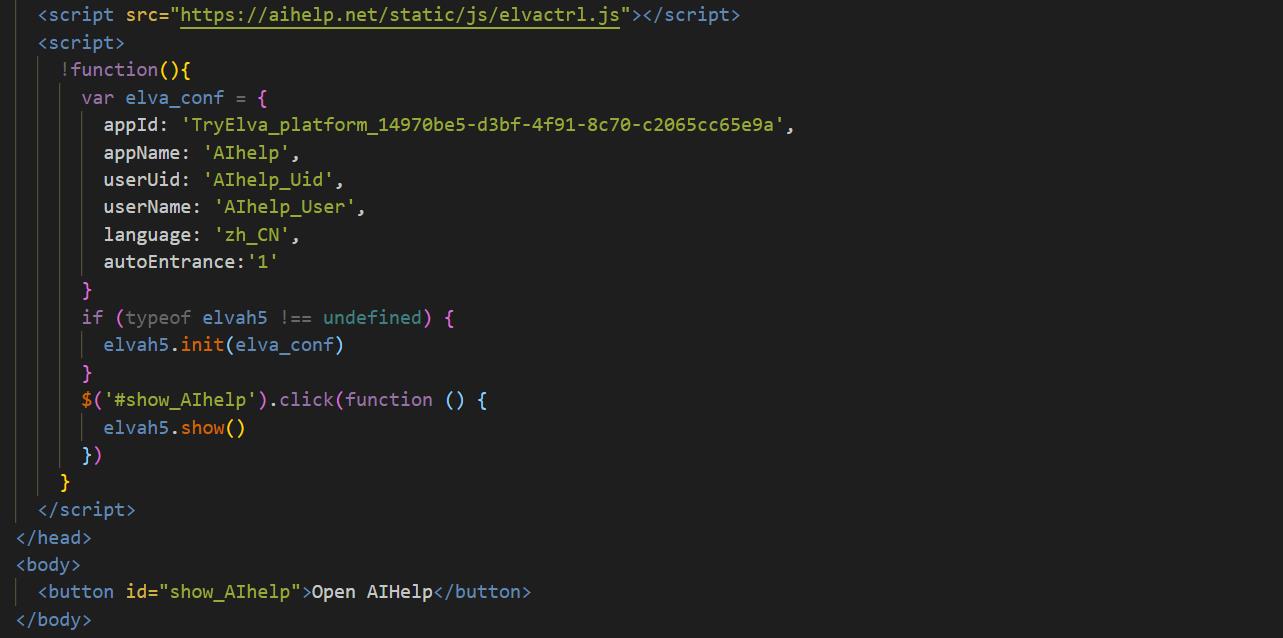 <script src="https://aihelp.net/static/js/elvactrl.js"></script>
<script>
!function(){
var elva_conf = {
appId: 'TryElva_platform_14970be5-d3bf-4f91-8c70-c2065cc65e9a',
appName: 'AIhelp',
userUid: 'AIhelp_Uid',
userName: 'AIhelp_User',
language: 'zh_CN',
autoEntrance:'1'
}
if (typeof elvah5 !== undefined) {
elvah5.init(elva_conf)
}
$('#show_AIhelp').click(function () {
elvah5.show()
})
}
</script>
</head>
<body>
<button id="show_AIhelp">Open AIHelp</button>
</body>